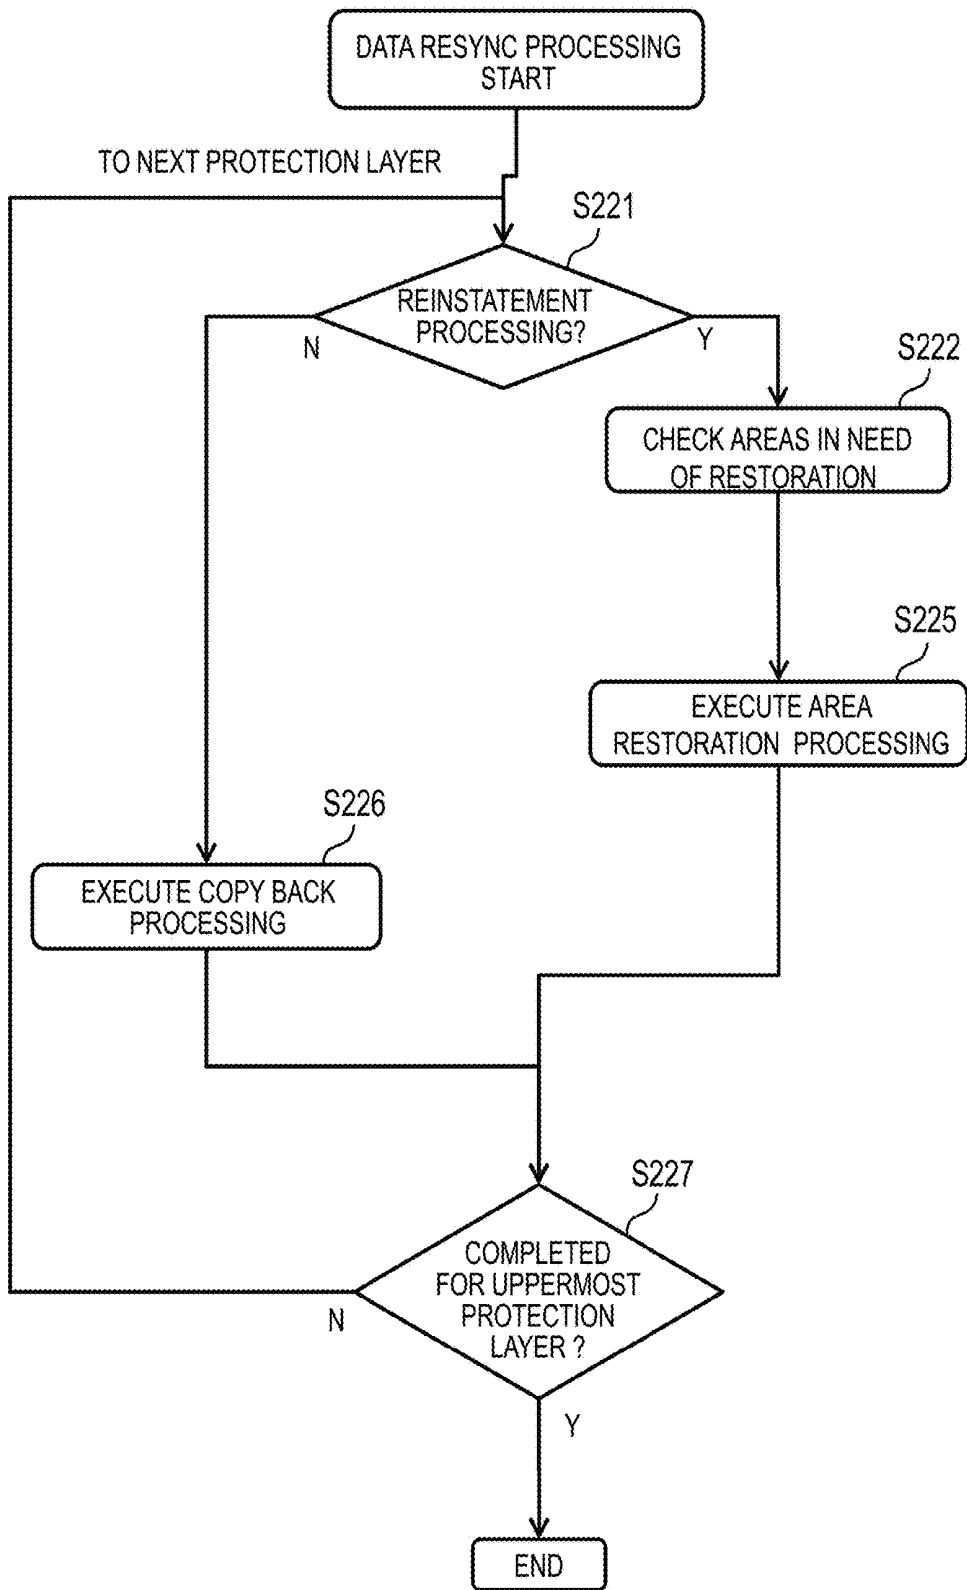 DATA RESYNC PROCESSING
START
TO NEXT PROTECTION LAYER
S221
REINSTATEMENT
PROCESSING?
N
Y
S222
CHECK AREAS IN NEED
OF RESTORATION
S225
EXECUTE AREA
RESTORATION PROCESSING
S226
EXECUTE COPY BACK
PROCESSING
S227
COMPLETED
FOR UPPERMOST
PROTECTION
LAYER ?
N
Y
END